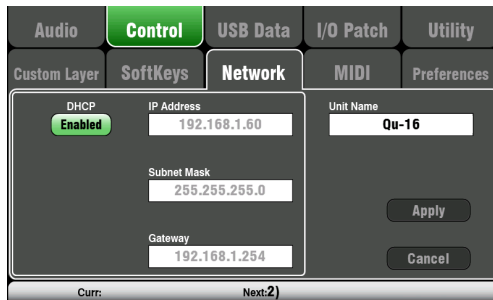 Audio Control USB Data I/O Patch Utility
Custom Layer SoftKeys Network MIDI Preferences
DHCP IP Address Unit Name
Enabled 192.168.1.60 Qu-16
Subnet Mask
255.255.255.0
Apply
Gateway
192.168.1.254 Cancel
Curr: Next:2)